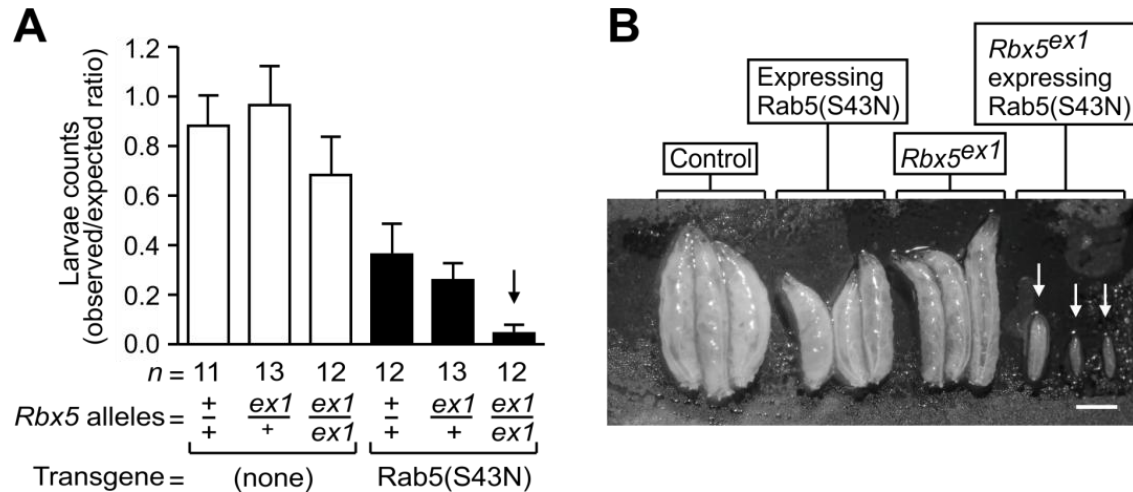 A
Larvae counts
(observed/expected ratio)
1.2
1.0
0.8
0.6
0.4
0.2
0.0
n = 11 13 12 12 13 12
Rbx5 alleles = +/+ ex1/+ ex1/ex1 +/+ ex1/+ ex1/ex1
Transgene = (none) Rab5(S43N)
B
Control
Expressing
Rab5(S43N)
Rbx5ex1
Rbx5ex1
expressing
Rab5(S43N)